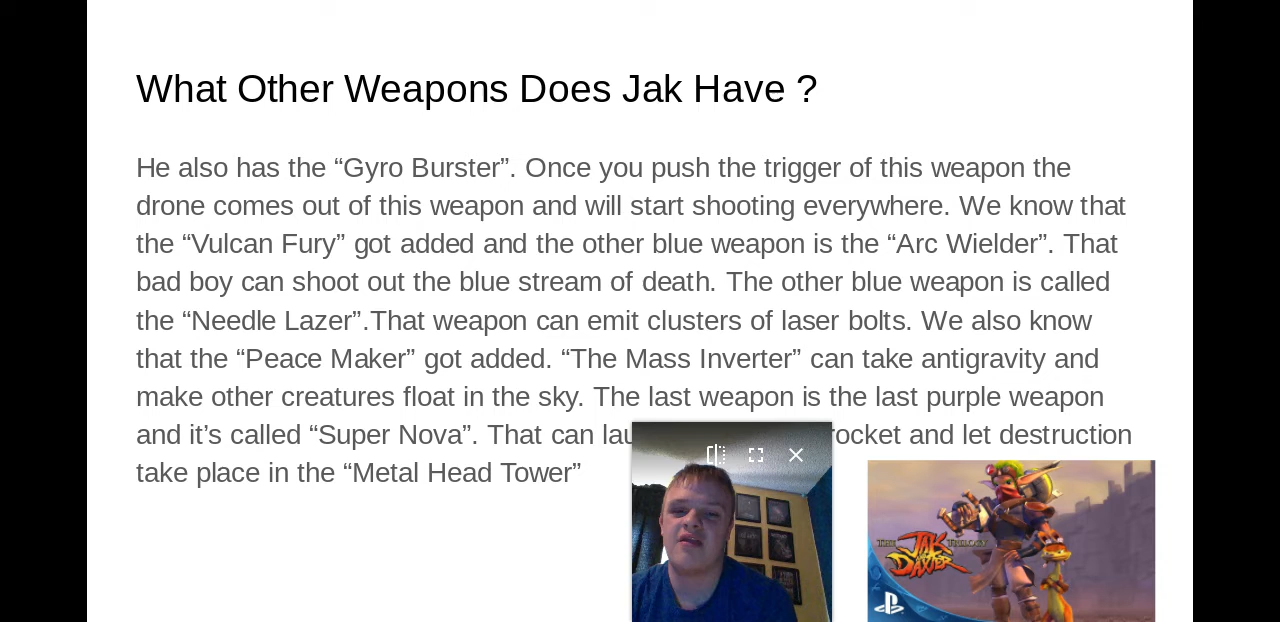 What Other Weapons Does Jak Have ?
He also has the “Gyro Burster”. Once you push the trigger of this weapon the
drone comes out of this weapon and will start shooting everywhere. We know that
the “Vulcan Fury” got added and the other blue weapon is the “Arc Wielder”. That
bad boy can shoot out the blue stream of death. The other blue weapon is called
the “Needle Lazer”.That weapon can emit clusters of laser bolts. We also know
that the “Peace Maker” got added. “The Mass Inverter” can take antigravity and
make other creatures float in the sky. The last weapon is the last purple weapon
and it’s called “Super Nova”. That can rocket and let destruction
take place in the “Metal Head Tower”
THE JAK AND DAXTER TRILOGY